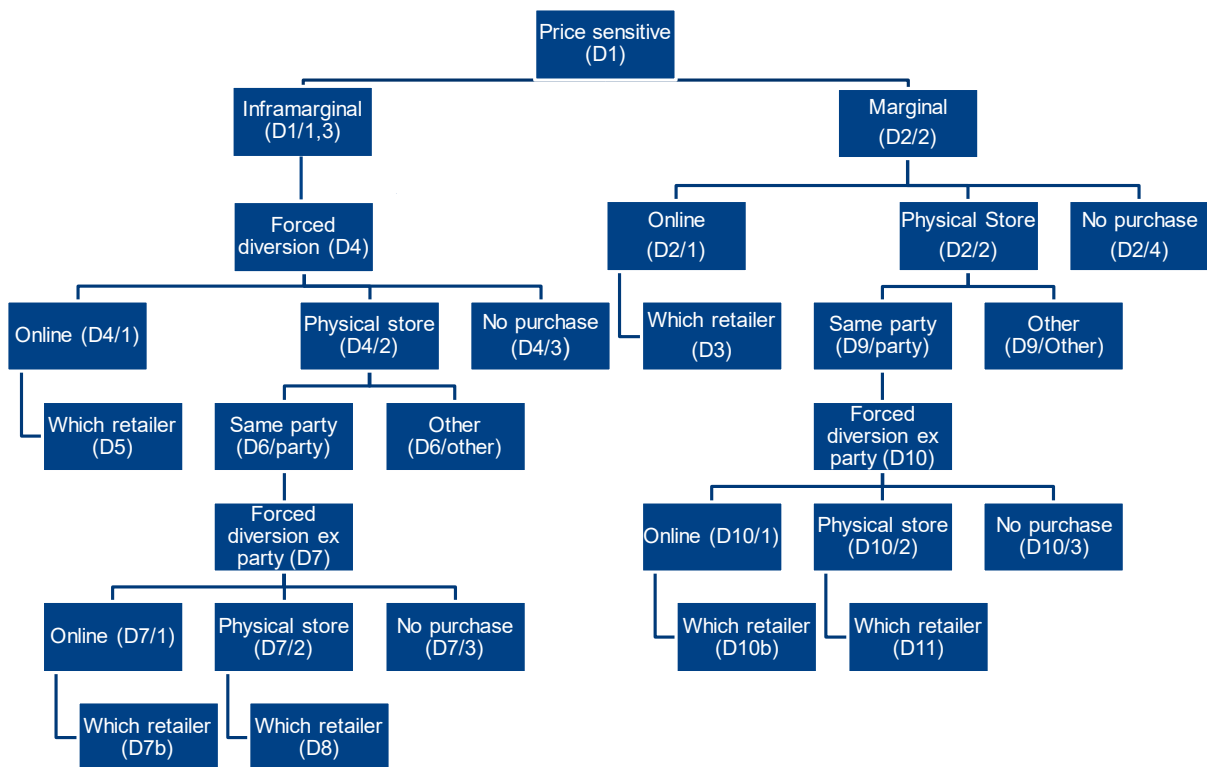 Price sensitive
(D1)
Inframarginal
(D1/1,3)
Marginal
(D2/2)
Forced
diversion (D4)
Online
(D2/1)
Physical Store
(D2/2)
No purchase
(D2/4)
Online (D4/1)
Physical store
(D4/2)
No purchase
(D4/3)
Which retailer
(D3)
Same party
(D9/party)
Other
(D9/Other)
Which retailer
(D5)
Same party
(D6/party)
Other
(D6/other)
Forced
diversion ex
party (D10)
Forced
diversion ex
party (D7)
Online (D10/1)
Physical store
(D10/2)
No purchase
(D10/3)
Online (D7/1)
Physical store
(D7/2)
No purchase
(D7/3)
Which retailer
(D10b)
Which retailer
(D11)
Which retailer
(D7b)
Which retailer
(D8)